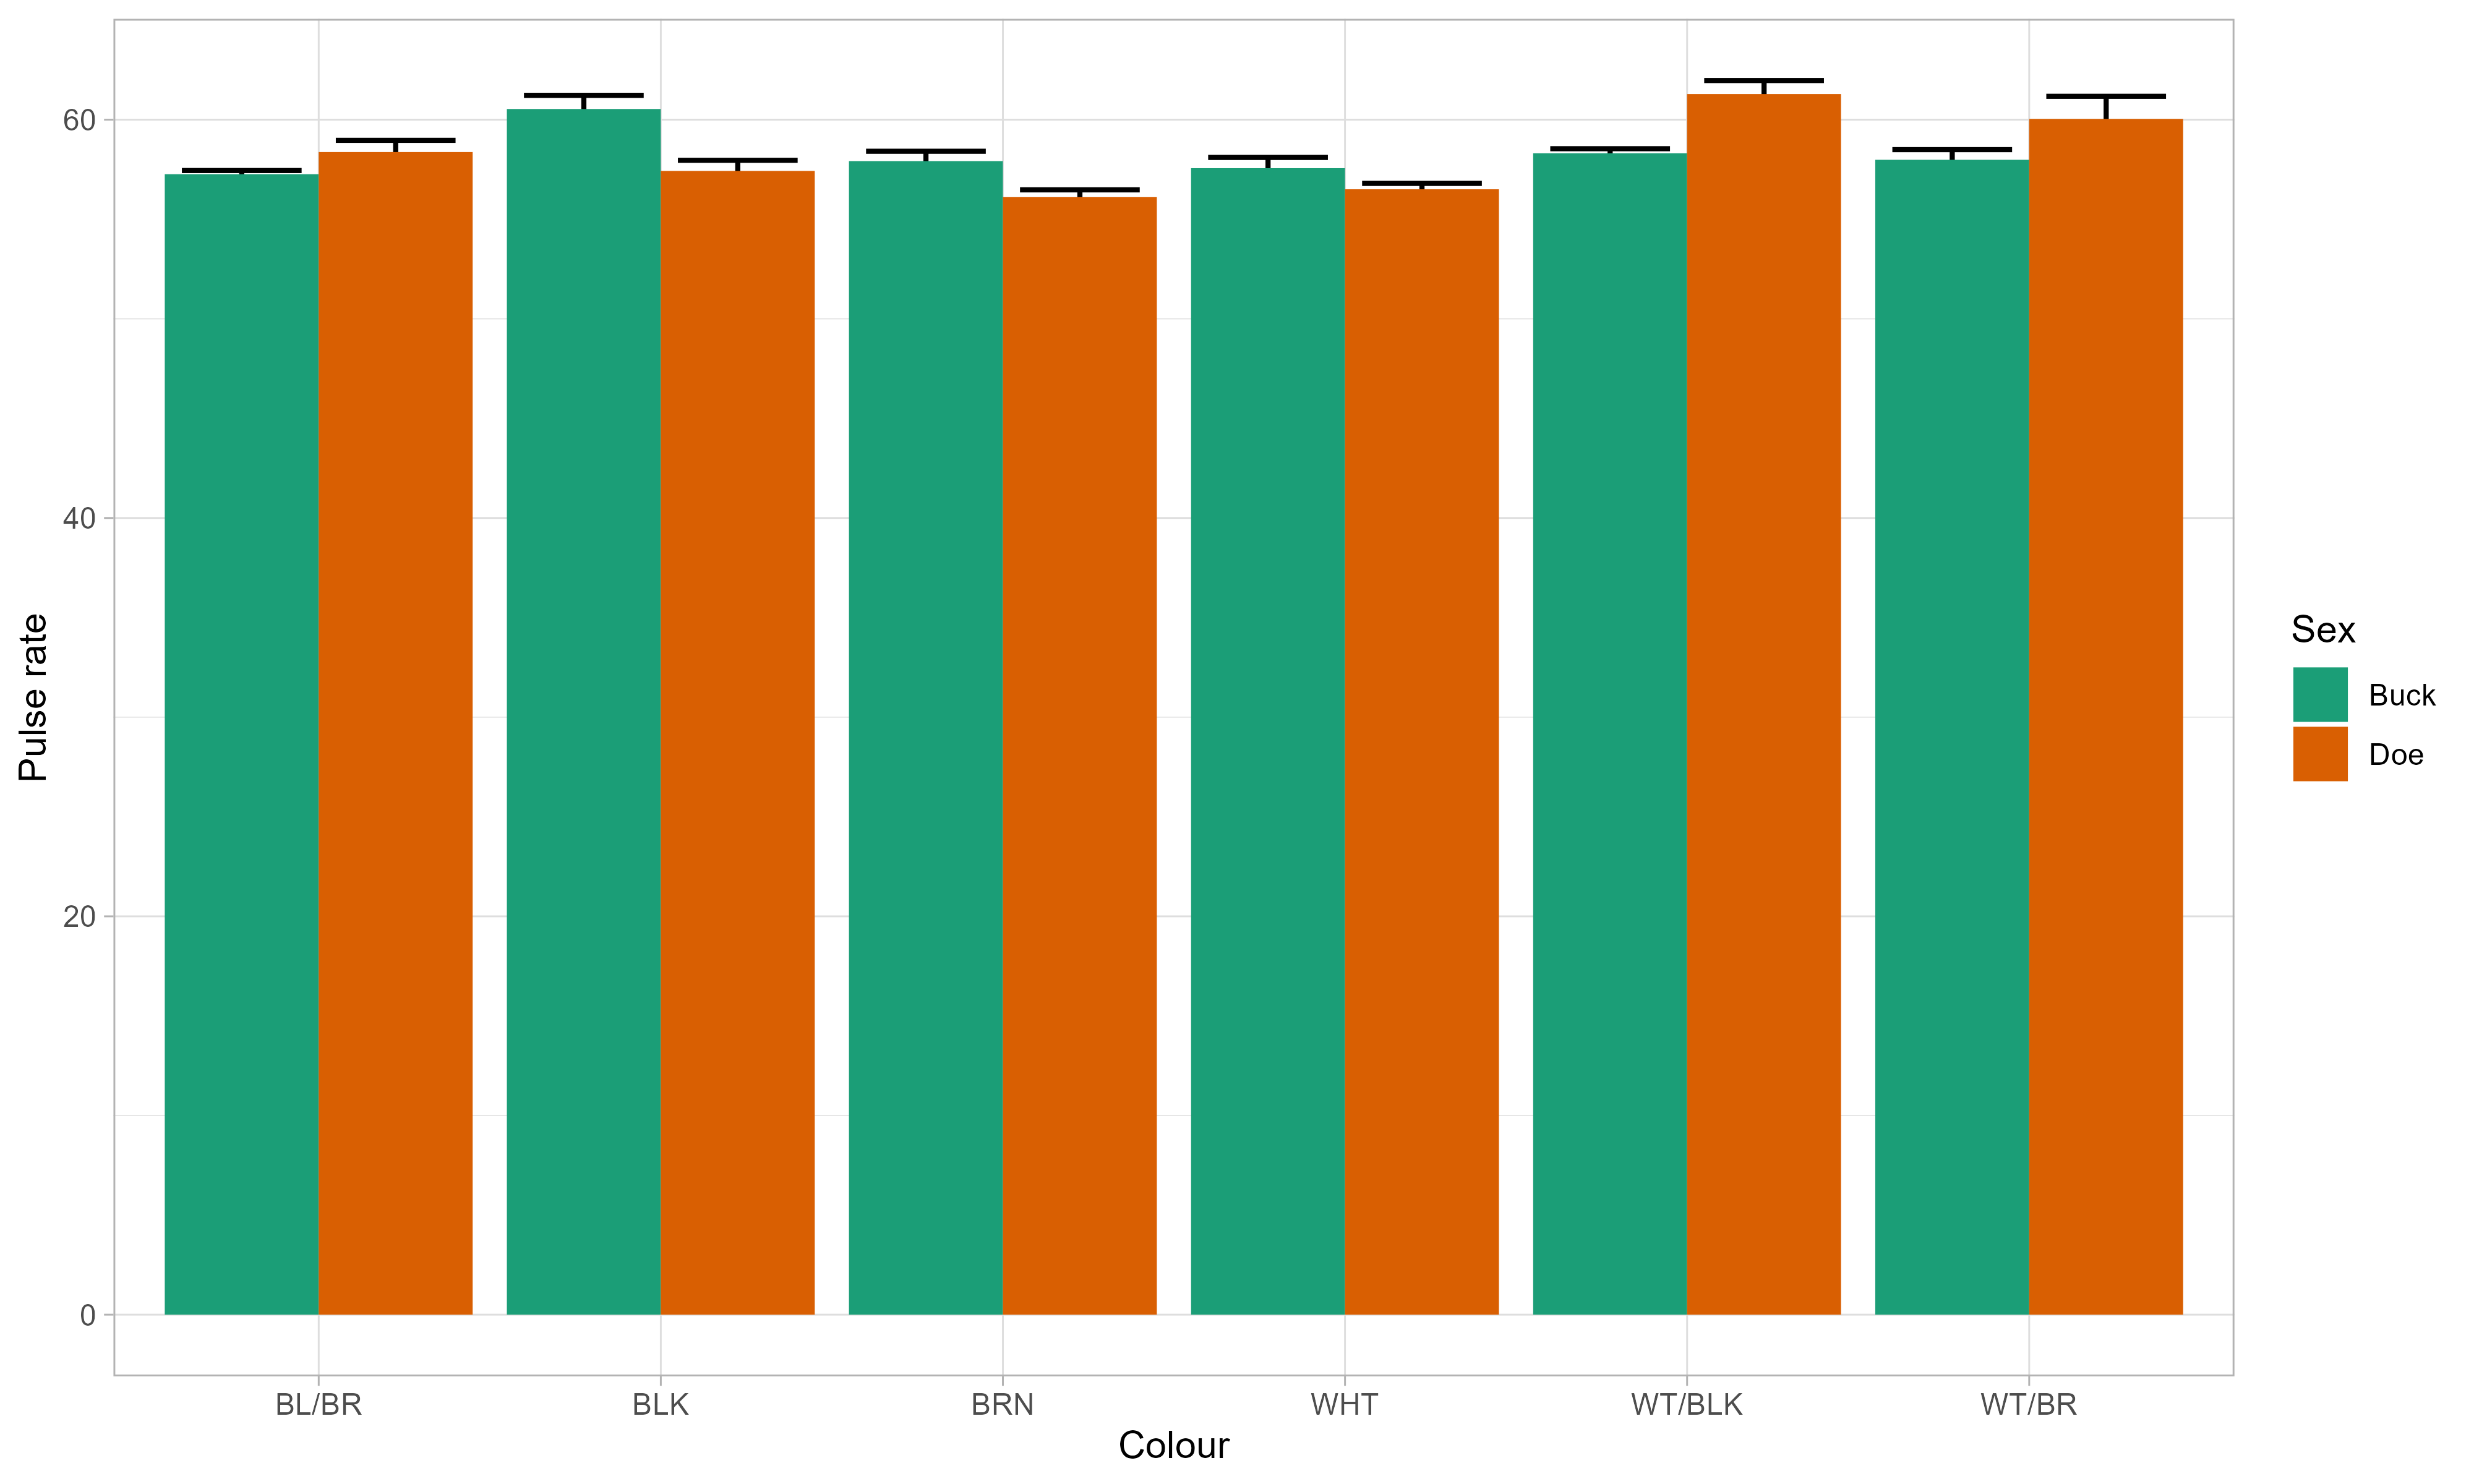 60
40
20
0
Pulse rate
BL/BR
BLK
BRN
WHT
WT/BLK
WT/BR
Colour
Sex
Buck
Doe